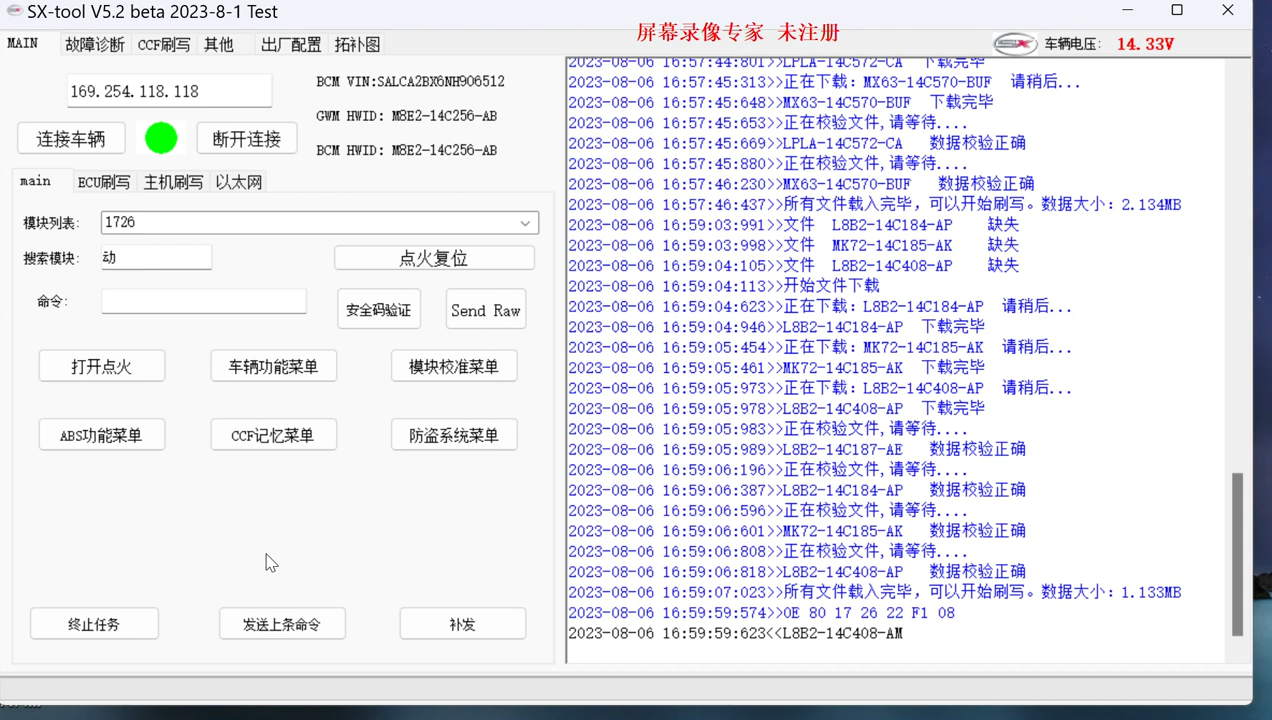 SX-tool V5.2 beta 2023-8-1 Test
屏幕录像专家 未注册
MAIN 故障诊断 CCF刷写 其他 出厂配置 拓扑图
车辆电压: 14.33V
169.254.118.118
BCM VIN:SALCA2BX6NH906512
GWM HWID: M8E2-14C256-AB
连接车辆 断开连接
BCM HWID: M8E2-14C256-AB
main ECU刷写 主机刷写 以太网
模块列表: 1726
搜索模块: 动 点火复位
命令: 安全码验证 Send Raw
打开点火 车辆功能菜单 模块校准菜单
ABS功能菜单 CCF记忆菜单 防盗系统菜单
终止任务 发送上条命令 补发
2023-08-06 16:57:44:801>>LPLA-14C572-CA 下载完毕
2023-08-06 16:57:45:313>>正在下载: MX63-14C570-BUF 请稍后...
2023-08-06 16:57:45:648>>MX63-14C570-BUF 下载完毕
2023-08-06 16:57:45:653>>正在校验文件,请等待....
2023-08-06 16:57:45:669>>LPLA-14C572-CA 数据校验正确
2023-08-06 16:57:45:880>>正在校验文件,请等待....
2023-08-06 16:57:46:230>>MX63-14C570-BUF 数据校验正确
2023-08-06 16:57:46:437>>所有文件载入完毕，可以开始刷写。数据大小: 2.134MB
2023-08-06 16:59:03:991>>文件 L8B2-14C184-AP 缺失
2023-08-06 16:59:03:998>>文件 MK72-14C185-AK 缺失
2023-08-06 16:59:04:105>>文件 L8B2-14C408-AP 缺失
2023-08-06 16:59:04:113>>开始文件下载
2023-08-06 16:59:04:623>>正在下载: L8B2-14C184-AP 请稍后...
2023-08-06 16:59:04:946>>L8B2-14C184-AP 下载完毕
2023-08-06 16:59:05:454>>正在下载: MK72-14C185-AK 请稍后...
2023-08-06 16:59:05:461>>MK72-14C185-AK 下载完毕
2023-08-06 16:59:05:973>>正在下载: L8B2-14C408-AP 请稍后...
2023-08-06 16:59:05:978>>L8B2-14C408-AP 下载完毕
2023-08-06 16:59:05:983>>正在校验文件,请等待....
2023-08-06 16:59:05:989>>L8B2-14C187-AE 数据校验正确
2023-08-06 16:59:06:196>>正在校验文件,请等待....
2023-08-06 16:59:06:387>>L8B2-14C184-AP 数据校验正确
2023-08-06 16:59:06:596>>正在校验文件,请等待....
2023-08-06 16:59:06:601>>MK72-14C185-AK 数据校验正确
2023-08-06 16:59:06:808>>正在校验文件,请等待....
2023-08-06 16:59:06:818>>L8B2-14C408-AP 数据校验正确
2023-08-06 16:59:07:023>>所有文件载入完毕，可以开始刷写。数据大小: 1.133MB
2023-08-06 16:59:59:574>>0E 80 17 26 22 F1 08
2023-08-06 16:59:59:623<<L8B2-14C408-AM